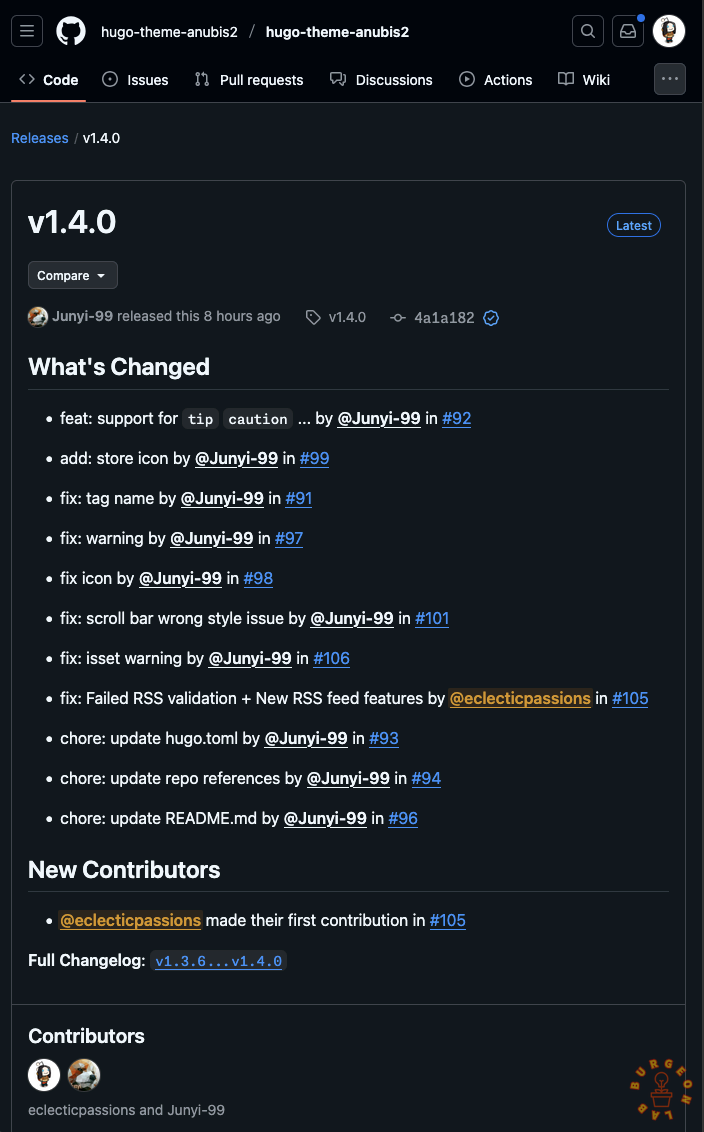 hugo-theme-anubis2 / hugo-theme-anubis2
Code Issues Pull requests Discussions Actions Wiki
Releases / v1.4.0
v1.4.0
Latest
Compare
Junyi-99 released this 8 hours ago v1.4.0 4a1a182
What's Changed
• feat: support for tip caution ... by @Junyi-99 in #92
• add: store icon by @Junyi-99 in #99
• fix: tag name by @Junyi-99 in #91
• fix: warning by @Junyi-99 in #97
• fix icon by @Junyi-99 in #98
• fix: scroll bar wrong style issue by @Junyi-99 in #101
• fix: isset warning by @Junyi-99 in #106
• fix: Failed RSS validation + New RSS feed features by @eclecticpassions in #105
• chore: update hugo.toml by @Junyi-99 in #93
• chore: update repo references by @Junyi-99 in #94
• chore: update README.md by @Junyi-99 in #96
New Contributors
• @eclecticpassions made their first contribution in #105
Full Changelog: v1.3.6...v1.4.0
Contributors
eclecticpassions and Junyi-99
BURGEON LAB